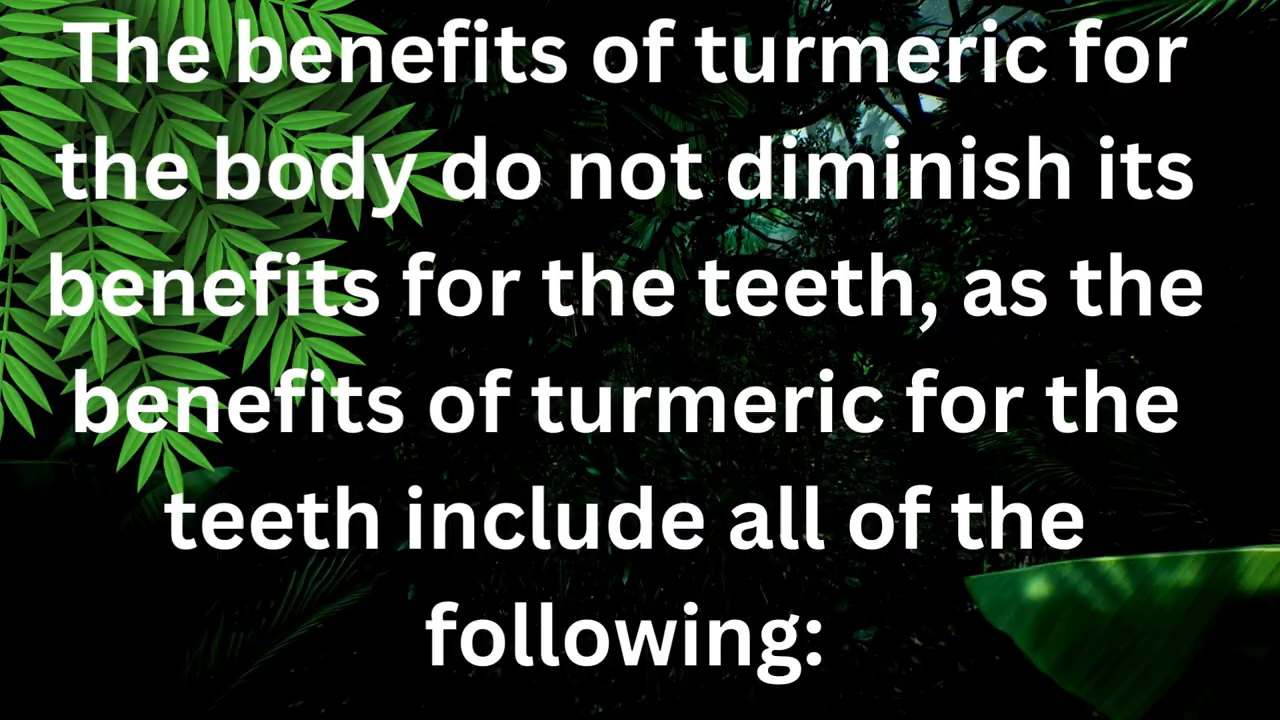 The benefits of turmeric for
the body do not diminish its
benefits for the teeth, as the
benefits of turmeric for the
teeth include all of the
following: